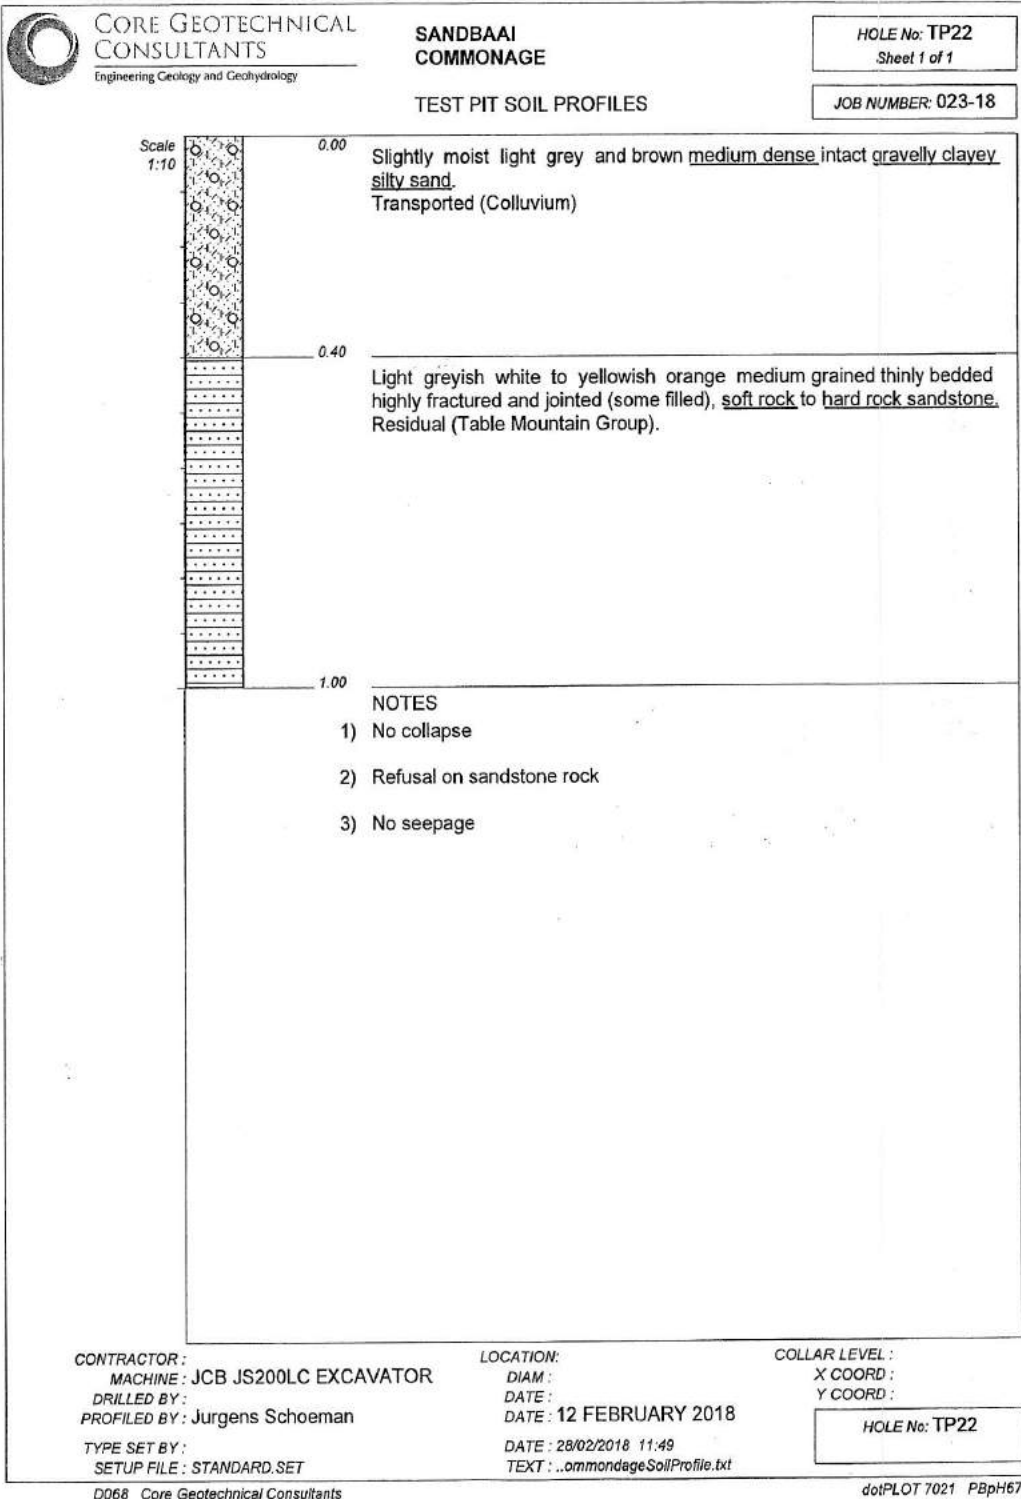 CORE GEOTECHNICAL
CONSULTANTS
Engineering Geology and Geohydrology
SANDBAAI
COMMONAGE
TEST PIT SOIL PROFILES
HOLE No: TP22
Sheet 1 of 1
JOB NUMBER: 023-18
Scale
1:10
0.00
Slightly moist light grey and brown medium dense intact gravelly clayey
silty sand.
Transported (Colluvium)
0.40
Light greyish white to yellowish orange medium grained thinly bedded
highly fractured and jointed (some filled), soft rock to hard rock sandstone.
Residual (Table Mountain Group).
1.00
NOTES
1) No collapse
2) Refusal on sandstone rock
3) No seepage
CONTRACTOR :
MACHINE : JCB JS200LC EXCAVATOR
DRILLED BY :
PROFILED BY : Jurgens Schoeman
TYPE SET BY :
SETUP FILE : STANDARD.SET
LOCATION:
DIAM :
DATE :
DATE : 12 FEBRUARY 2018
DATE : 28/02/2018 11:49
TEXT : ..ommondageSoilProfile.txt
COLLAR LEVEL :
X COORD :
Y COORD :
HOLE No: TP22
D068 Core Geotechnical Consultants
dotPLOT 7021 PBpH67